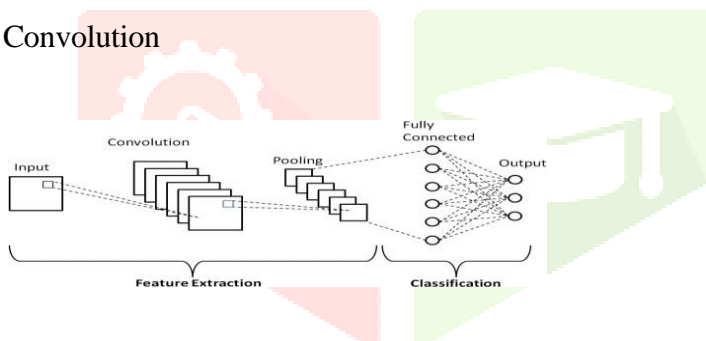 Convolution
Fully
Connected
Convolution
Pooling
Input
Output
Feature Extraction
Classification